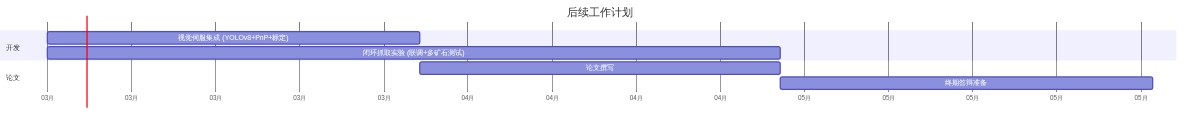 后续工作计划
开发
视觉伺服集成 (YOLOv8+PnP+标定)
闭环抓取实验 (联调+多矿石测试)
论文
论文撰写
终期答辩准备
03月 03月 03月 03月 03月 04月 04月 04月 04月 05月 05月 05月 05月 05月